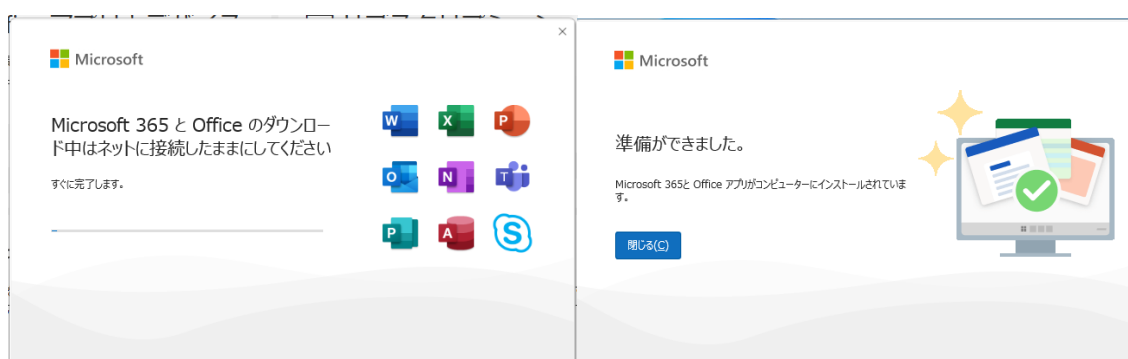 Microsoft
Microsoft 365 と Office のダウンロー
ド中はネットに接続したままにしてください
すぐに完了します。
W
X
P
O
N
T
P
A
S
Microsoft
準備ができました。
Microsoft 365と Office アプリがコンピューターにインストールされていま
す。
閉じる(C)